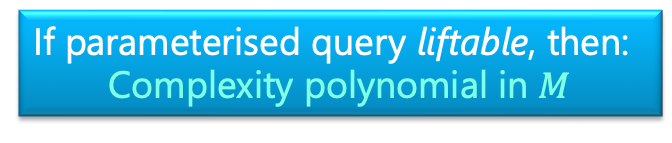 If parameterised query liftable, then:
Complexity polynomial in M